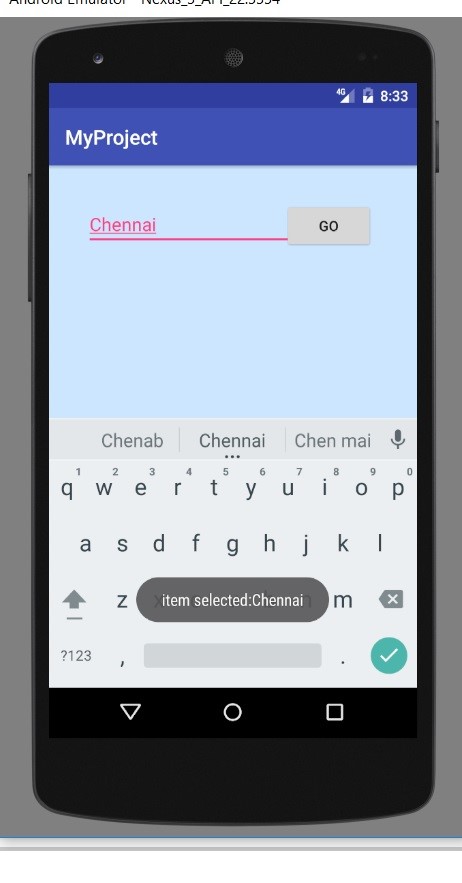 Android Emulator - Nexus_5_API_22:5554
4G 8:33
MyProject
Chennai GO
Chenab Chennai Chen mai
1 2 3 4 5 6 7 8 9 0
q w e r t y u i o p
a s d f g h j k l
z item selected:Chennai m
?123 , .